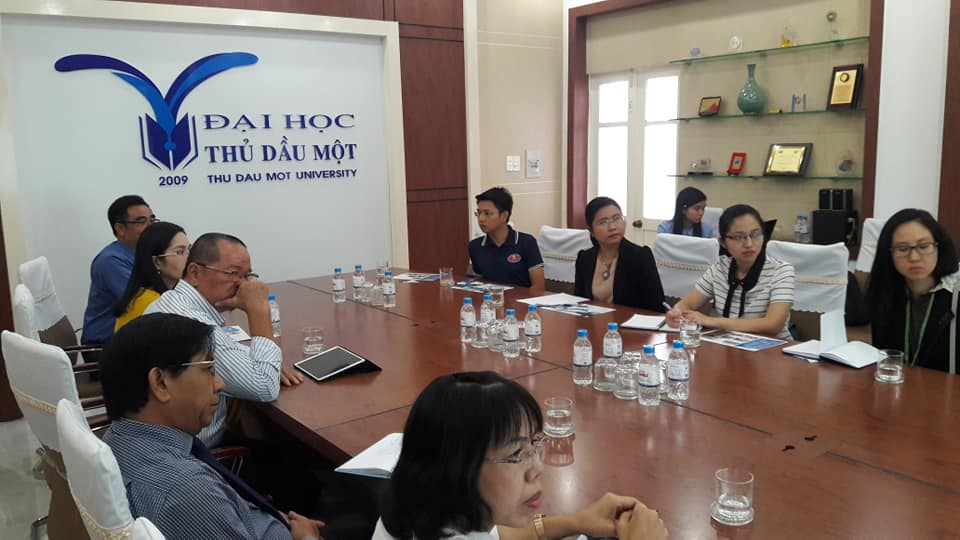 ĐẠI HỌC
THỦ DẦU MỘT
2009
THU DAU MOT UNIVERSITY